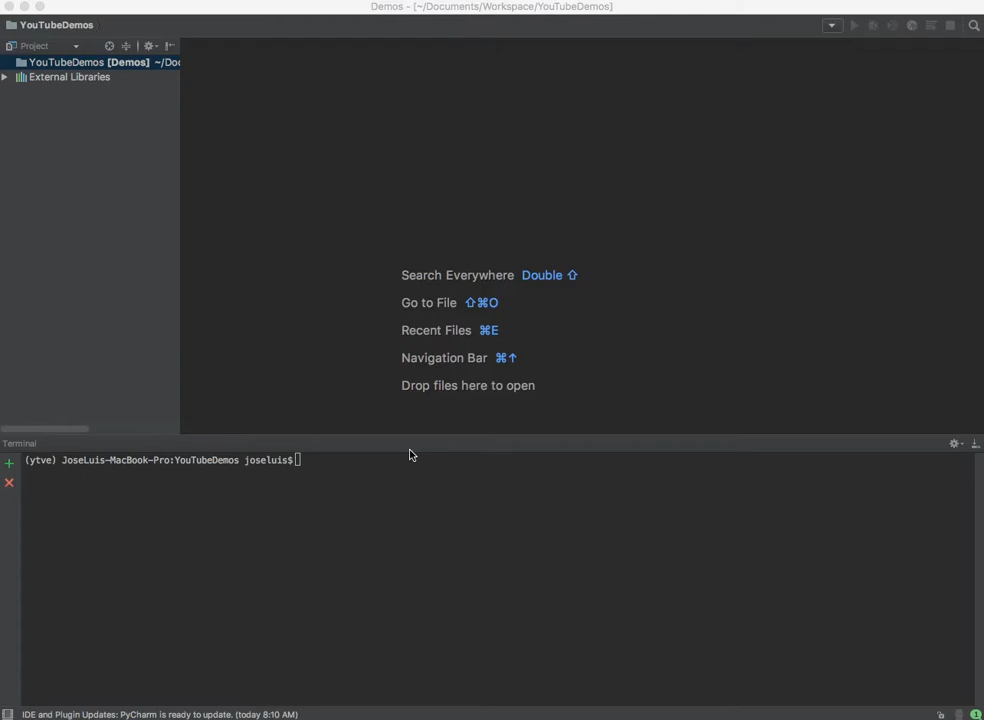 Demos - [~/Documents/Workspace/YouTubeDemos]
YouTubeDemos
Project
YouTubeDemos [Demos] ~/Doc
External Libraries
Search Everywhere Double ⇧
Go to File ⇧⌘O
Recent Files ⌘E
Navigation Bar ⌘↑
Drop files here to open
Terminal
(ytve) JoseLuis-MacBook-Pro:YouTubeDemos joseluis$
IDE and Plugin Updates: PyCharm is ready to update. (today 8:10 AM)
1